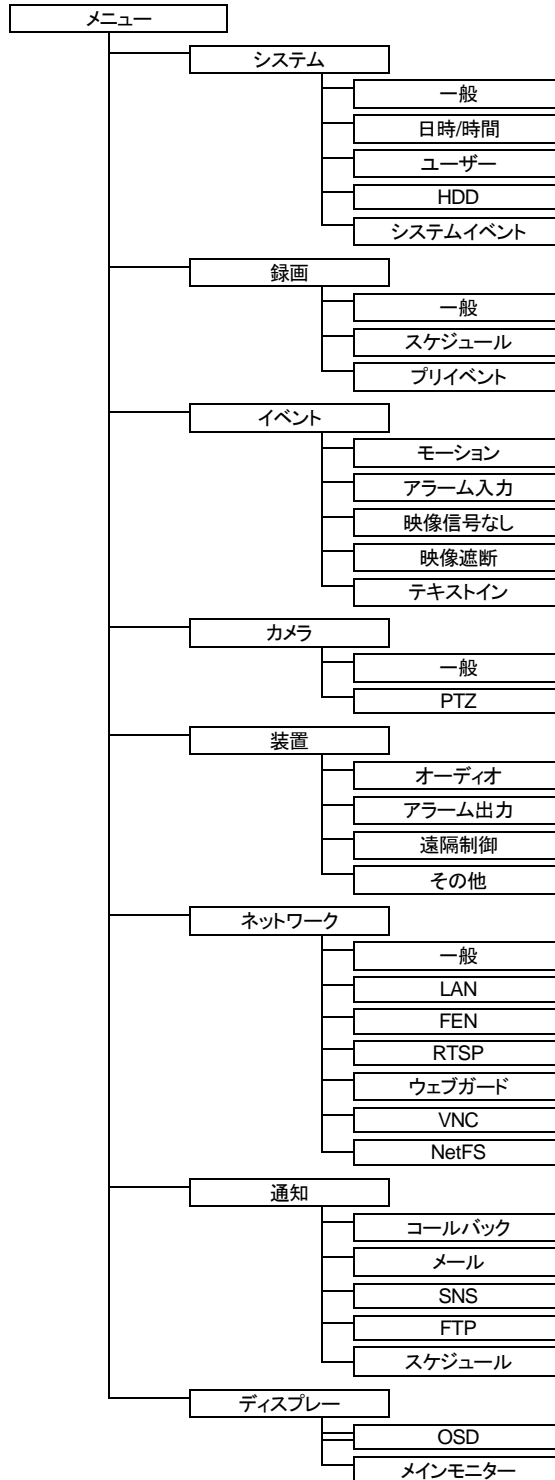 メニュー
システム
一般
日時/時間
ユーザー
HDD
システムイベント
録画
一般
スケジュール
プリイベント
イベント
モーション
アラーム入力
映像信号なし
映像遮断
テキストイン
カメラ
一般
PTZ
装置
オーディオ
アラーム出力
遠隔制御
その他
ネットワーク
一般
LAN
FEN
RTSP
ウェブガード
VNC
NetFS
通知
コールバック
メール
SNS
FTP
スケジュール
ディスプレー
OSD
メインモニター